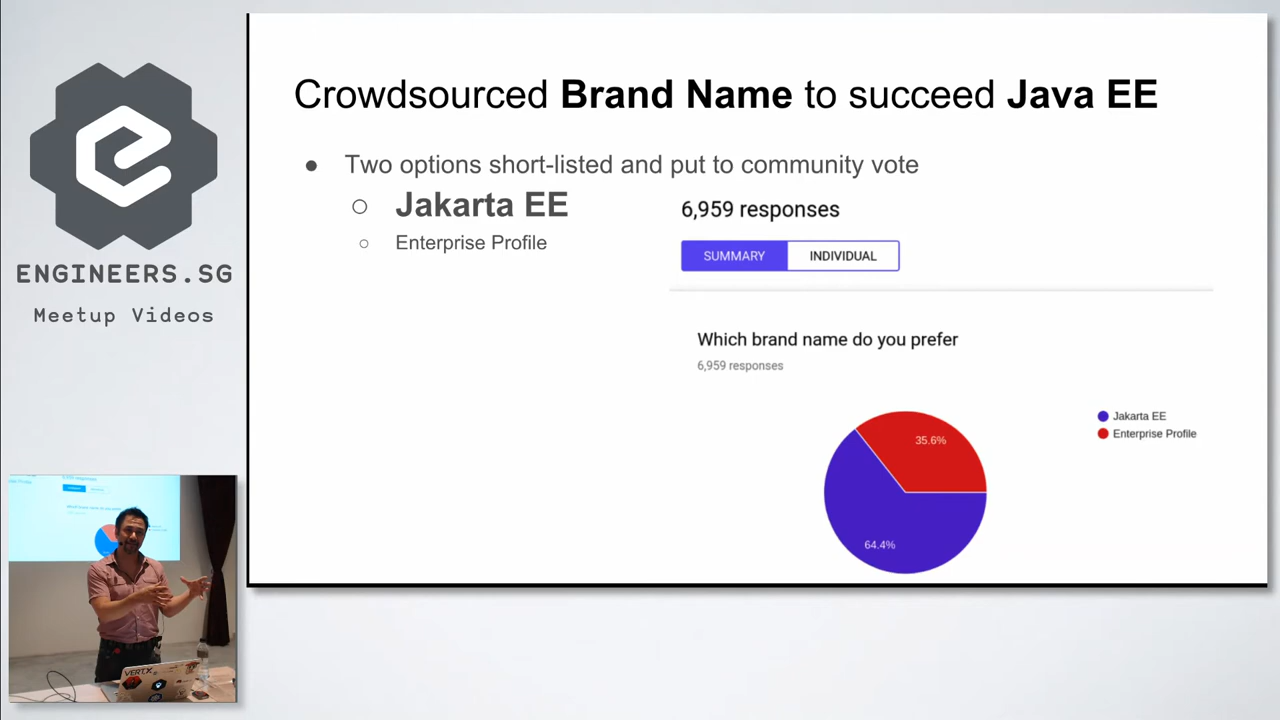 ENGINEERS.SG
Meetup Videos
Crowdsourced Brand Name to succeed Java EE
Two options short-listed and put to community vote
Jakarta EE
Enterprise Profile
6,959 responses
SUMMARY
INDIVIDUAL
Which brand name do you prefer
6,959 responses
Jakarta EE
Enterprise Profile
35.6%
64.4%
VERT.X